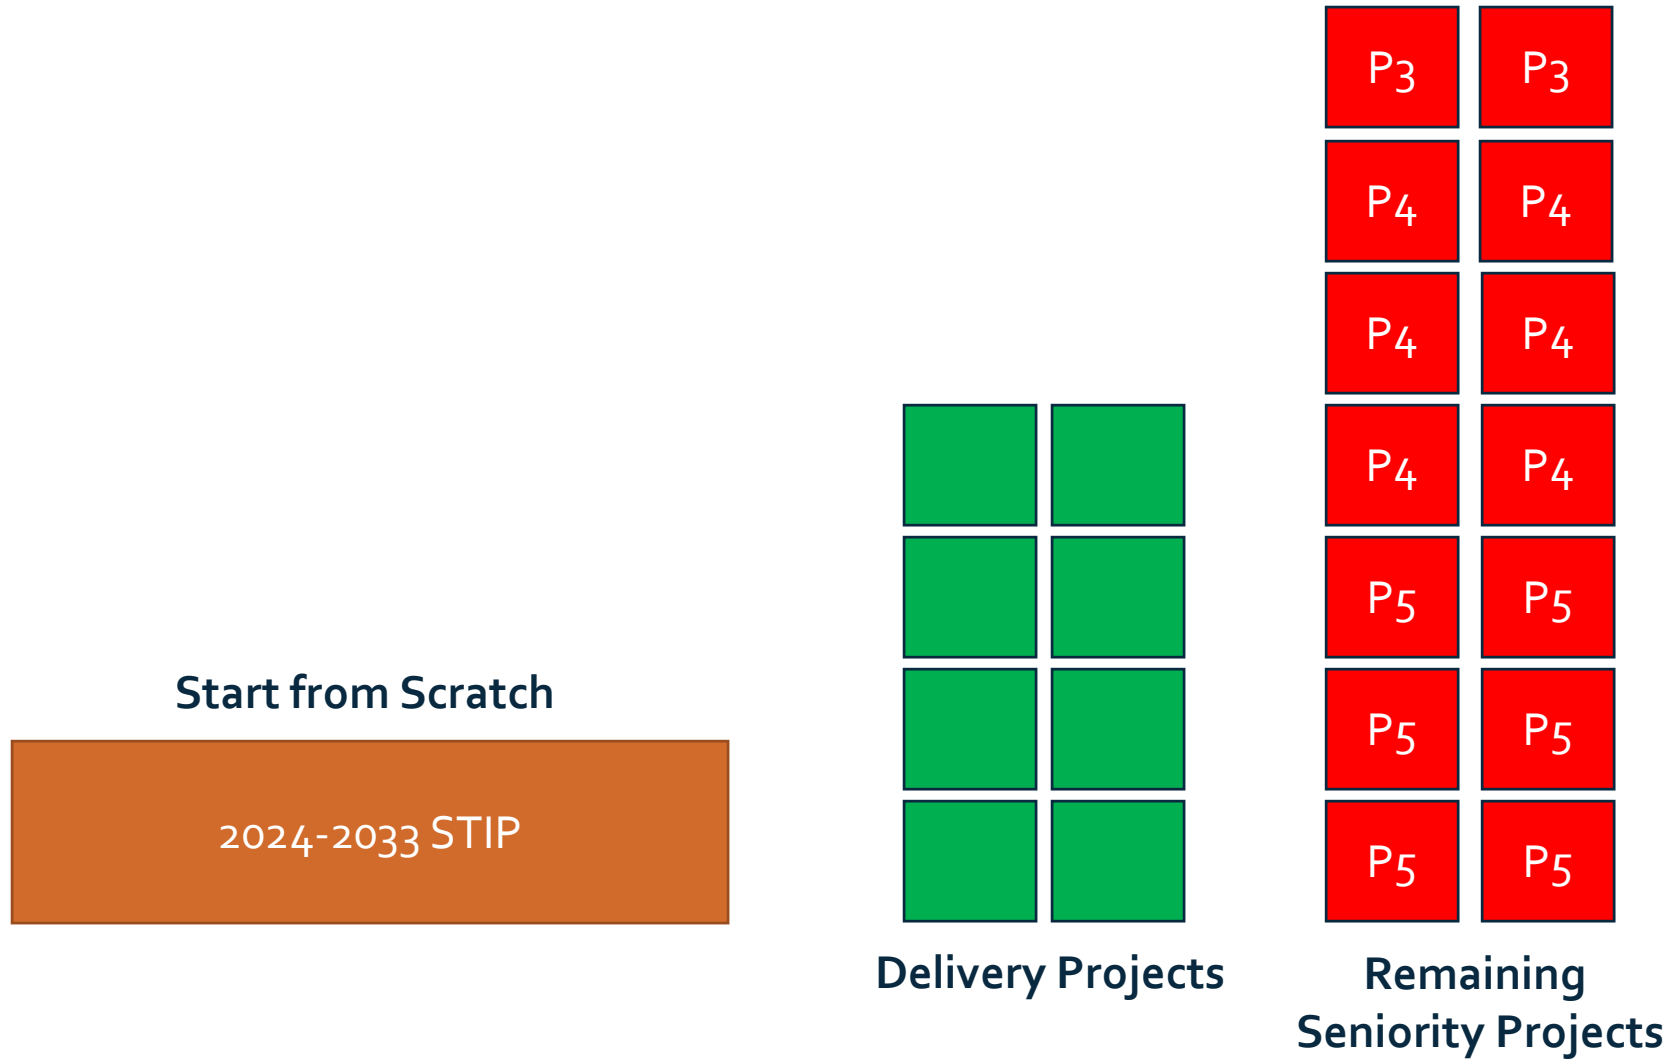 P3 P3
P4 P4
P4 P4
P4 P4
P5 P5
P5 P5
P5 P5
Start from Scratch
2024-2033 STIP
Delivery Projects
Remaining
Seniority Projects